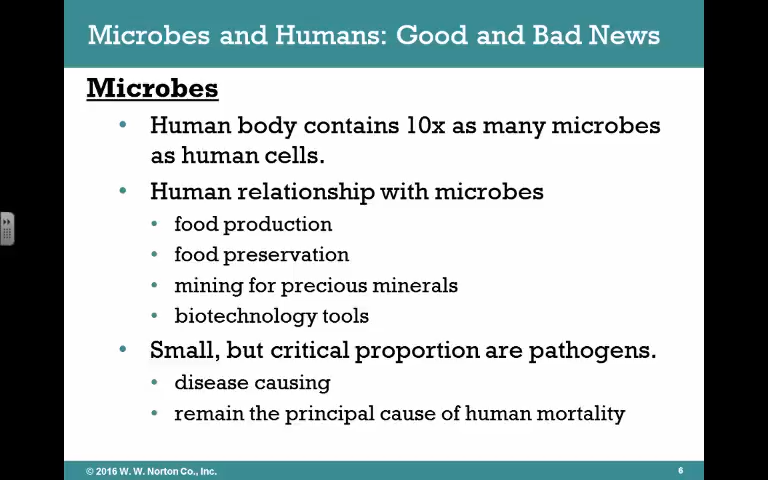 Microbes and Humans: Good and Bad News
Microbes
• Human body contains 10x as many microbes
as human cells.
• Human relationship with microbes
• food production
• food preservation
• mining for precious minerals
• biotechnology tools
• Small, but critical proportion are pathogens.
• disease causing
• remain the principal cause of human mortality
© 2016 W. W. Norton Co., Inc.
6